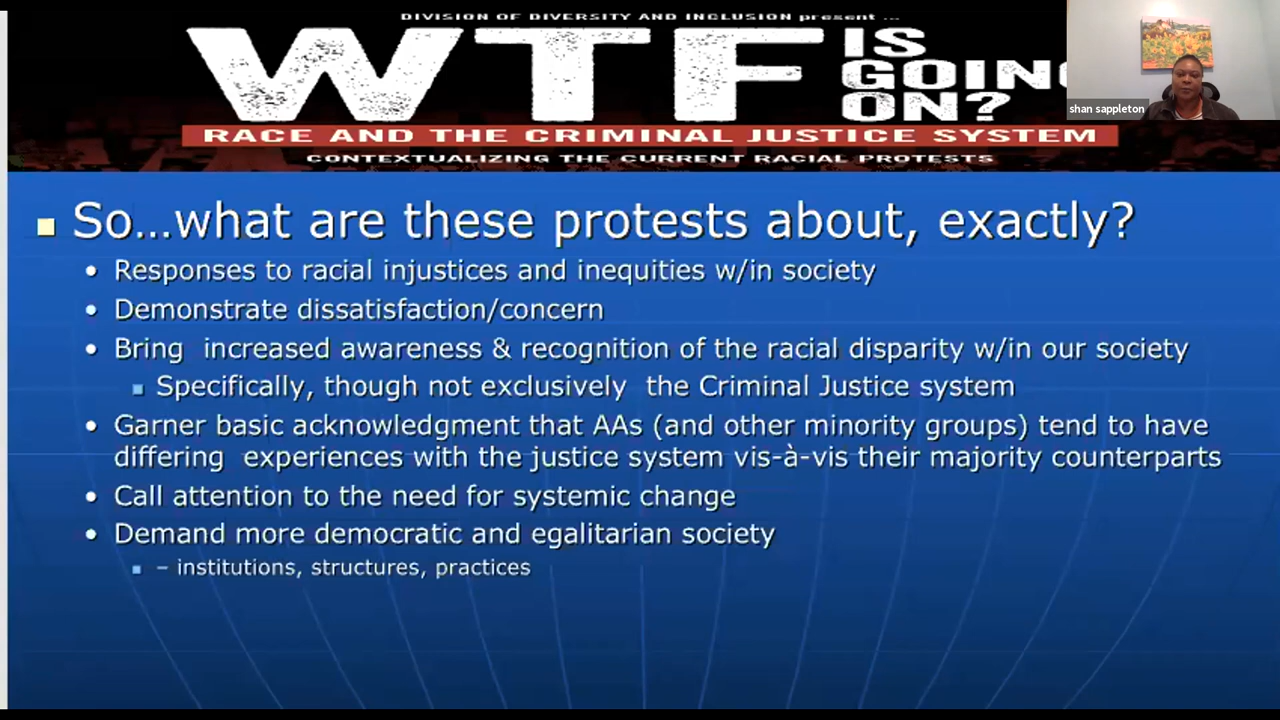 DIVISION OF DIVERSITY AND INCLUSION present ...
WTF IS
GOING
ON?
shan sappleton
RACE AND THE CRIMINAL JUSTICE SYSTEM
CONTEXTUALIZING THE CURRENT RACIAL PROTESTS
So...what are these protests about, exactly?
• Responses to racial injustices and inequities w/in society
• Demonstrate dissatisfaction/concern
• Bring increased awareness & recognition of the racial disparity w/in our society
Specifically, though not exclusively the Criminal Justice system
• Garner basic acknowledgment that AAs (and other minority groups) tend to have
differing experiences with the justice system vis-à-vis their majority counterparts
• Call attention to the need for systemic change
• Demand more democratic and egalitarian society
– institutions, structures, practices